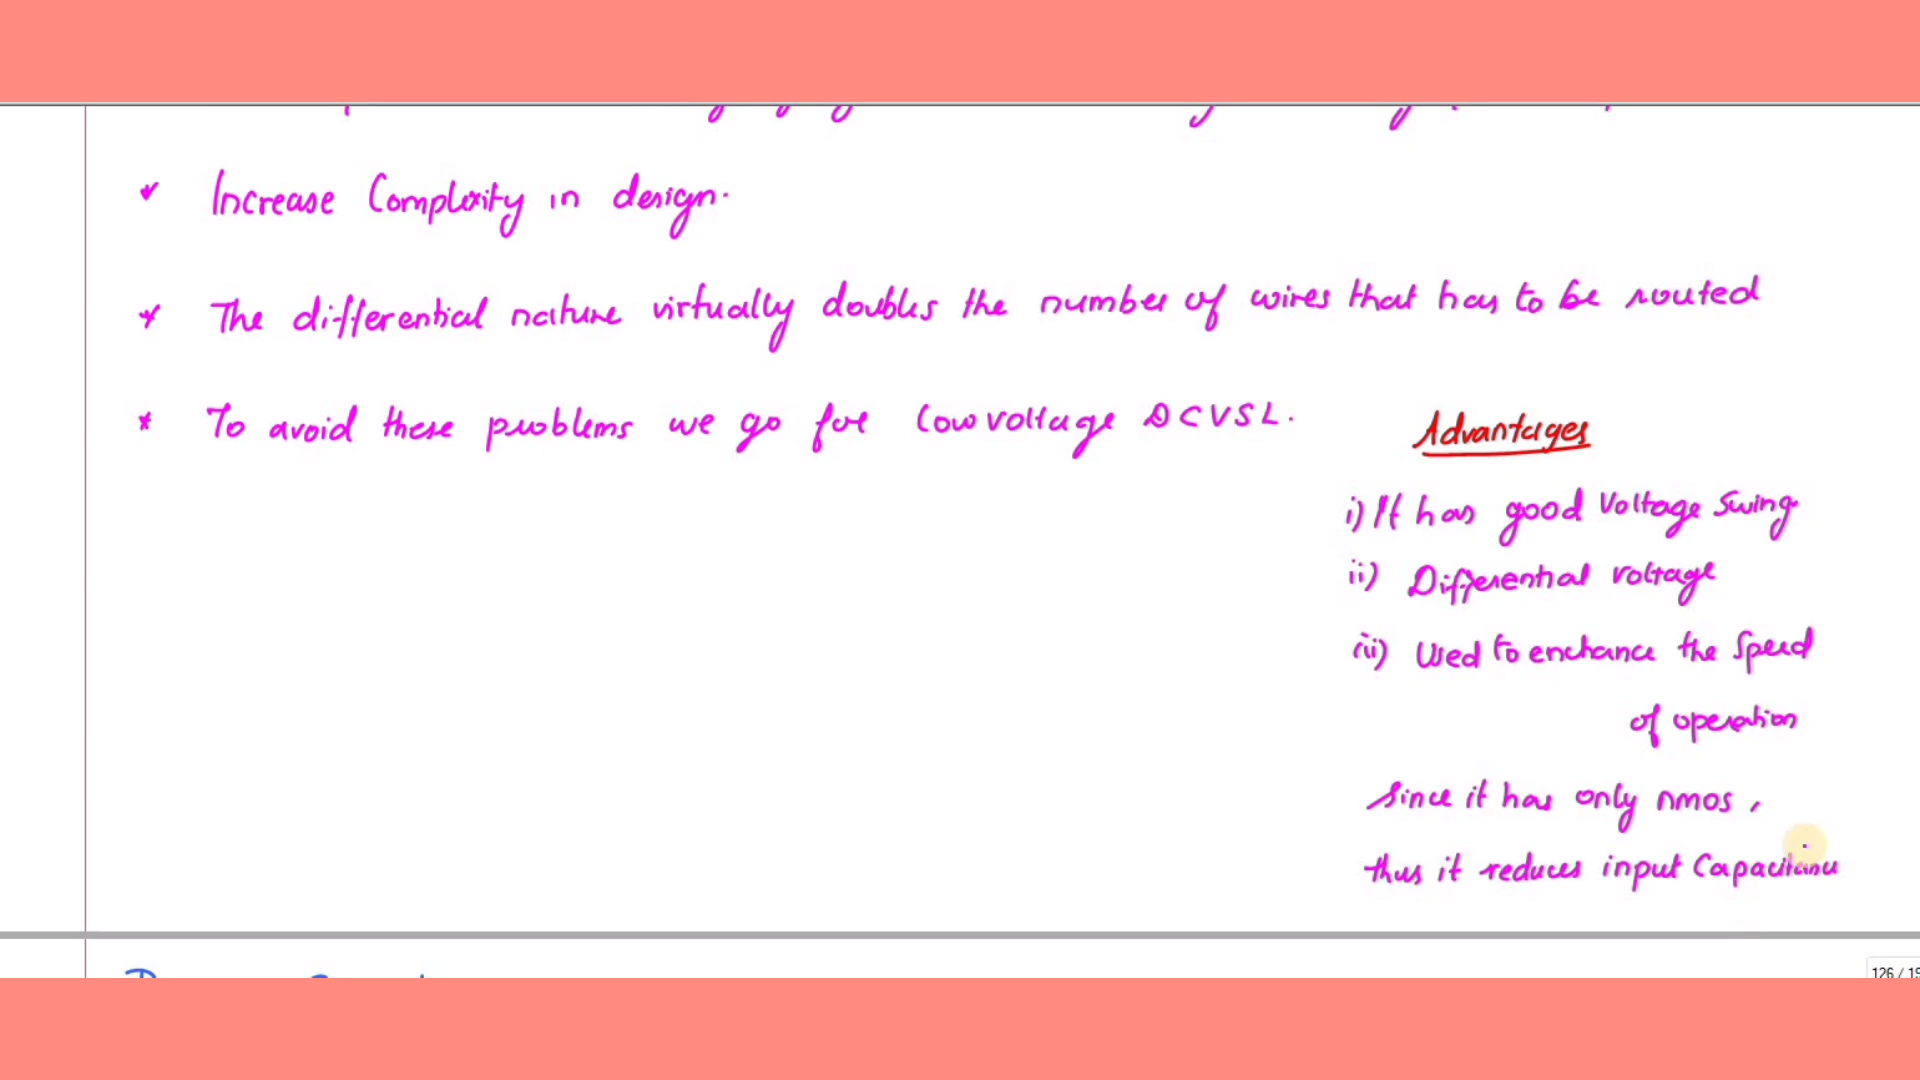 * Increase Complexity in design.
* The differential nature virtually doubles the number of wires that has to be routed
* To avoid these problems we go for Low voltage DCVSL.
Advantages
i) It has good Voltage Swing
ii) Differential voltage
iii) Used to enchance the Speed
of operation
Since it has only nmos,
thus it reduces input Capacitance
126 / 19